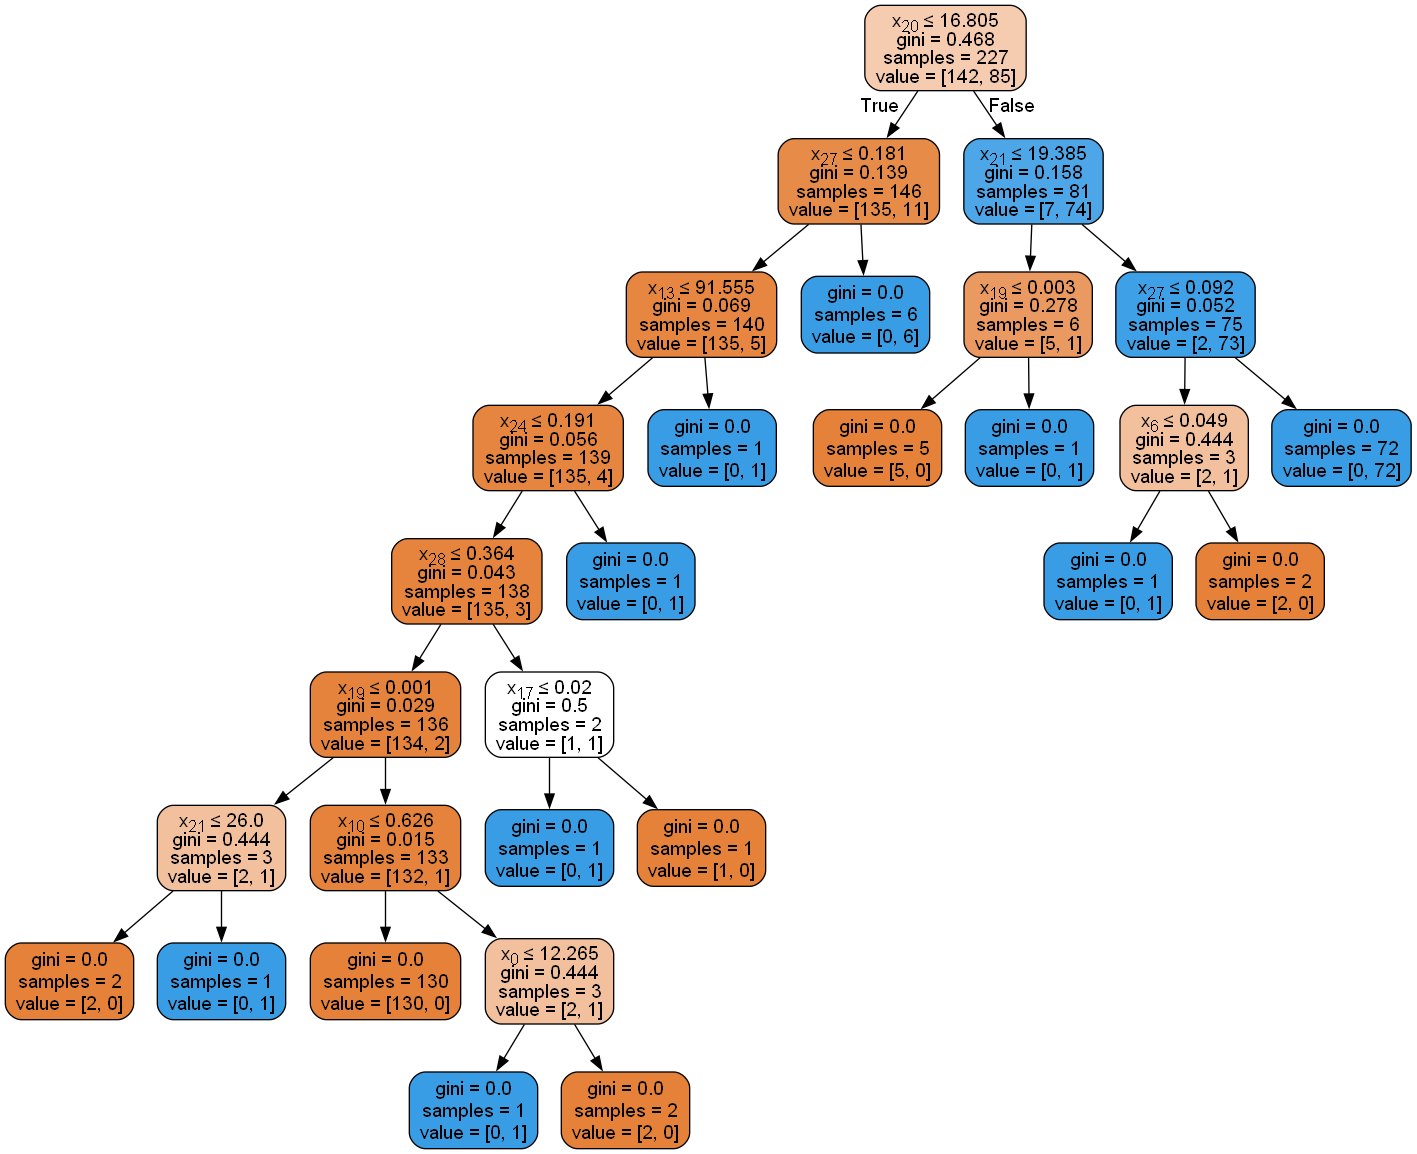 x20 ≤ 16.805
gini = 0.468
samples = 227
value = [142, 85]
True
False
x27 ≤ 0.181
gini = 0.139
samples = 146
value = [135, 11]
x21 ≤ 19.385
gini = 0.158
samples = 81
value = [7, 74]
x13 ≤ 91.555
gini = 0.069
samples = 140
value = [135, 5]
gini = 0.0
samples = 6
value = [0, 6]
x19 ≤ 0.003
gini = 0.278
samples = 6
value = [5, 1]
x27 ≤ 0.092
gini = 0.052
samples = 75
value = [2, 73]
x24 ≤ 0.191
gini = 0.056
samples = 139
value = [135, 4]
gini = 0.0
samples = 1
value = [0, 1]
gini = 0.0
samples = 5
value = [5, 0]
gini = 0.0
samples = 1
value = [0, 1]
x6 ≤ 0.049
gini = 0.444
samples = 3
value = [2, 1]
gini = 0.0
samples = 72
value = [0, 72]
x28 ≤ 0.364
gini = 0.043
samples = 138
value = [135, 3]
gini = 0.0
samples = 1
value = [0, 1]
gini = 0.0
samples = 1
value = [0, 1]
gini = 0.0
samples = 2
value = [2, 0]
x19 ≤ 0.001
gini = 0.029
samples = 136
value = [134, 2]
x17 ≤ 0.02
gini = 0.5
samples = 2
value = [1, 1]
x21 ≤ 26.0
gini = 0.444
samples = 3
value = [2, 1]
x10 ≤ 0.626
gini = 0.015
samples = 133
value = [132, 1]
gini = 0.0
samples = 1
value = [0, 1]
gini = 0.0
samples = 1
value = [1, 0]
gini = 0.0
samples = 2
value = [2, 0]
gini = 0.0
samples = 1
value = [0, 1]
gini = 0.0
samples = 130
value = [130, 0]
x0 ≤ 12.265
gini = 0.444
samples = 3
value = [2, 1]
gini = 0.0
samples = 1
value = [0, 1]
gini = 0.0
samples = 2
value = [2, 0]